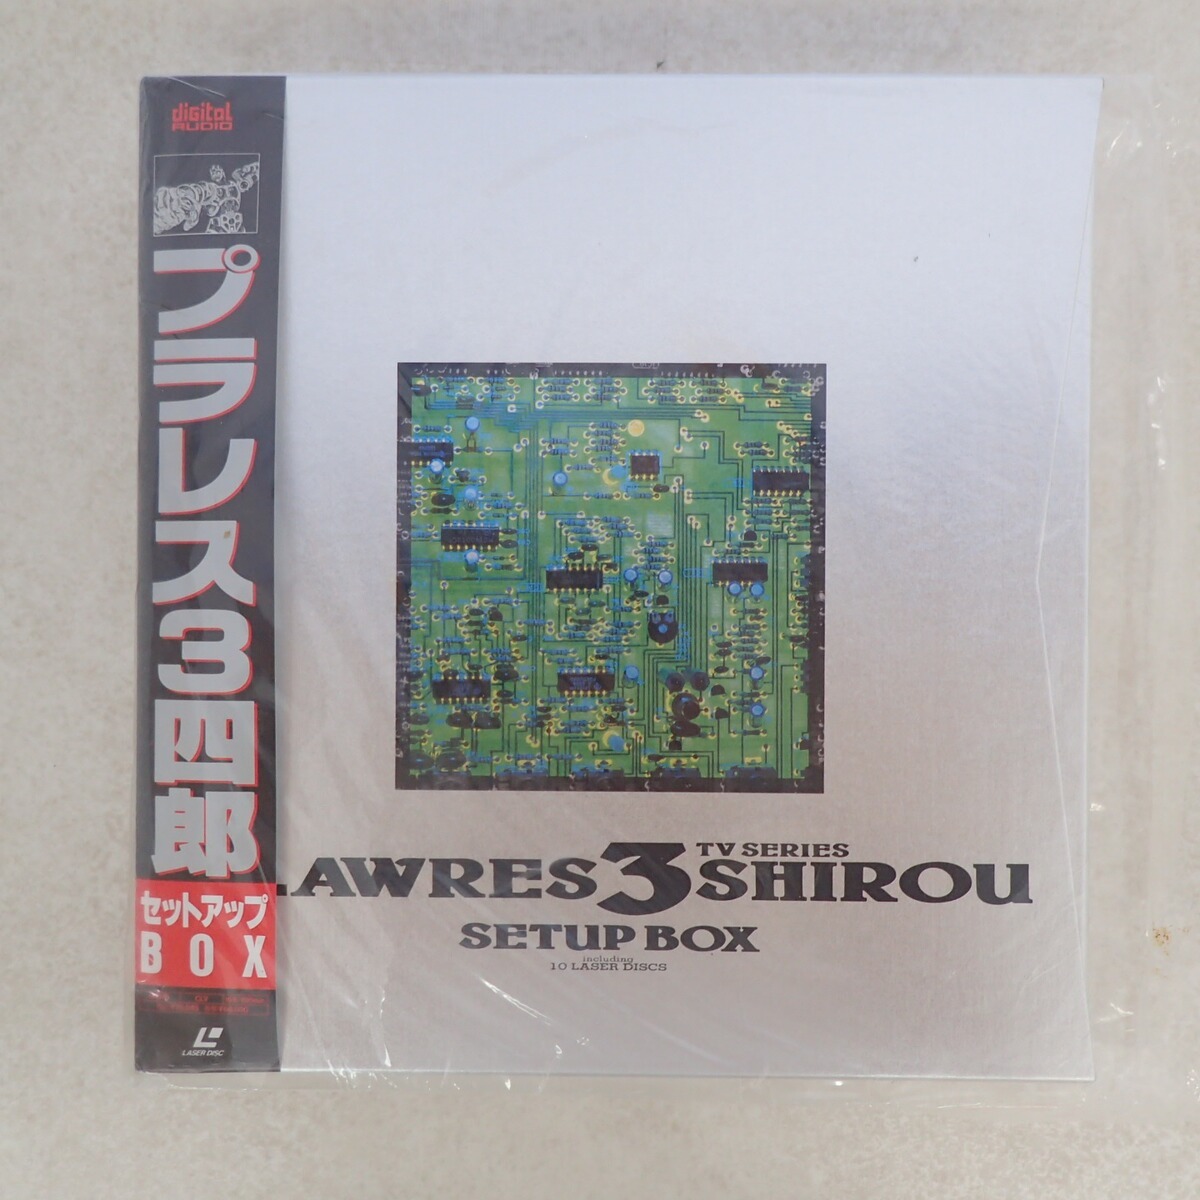 digital
AUDIO
プラレス3四郎
セットアップ
BOX
LASER DISC
TV SERIES
LAWRES 3 SHIROU
SETUP BOX
including
10 LASER DISCS